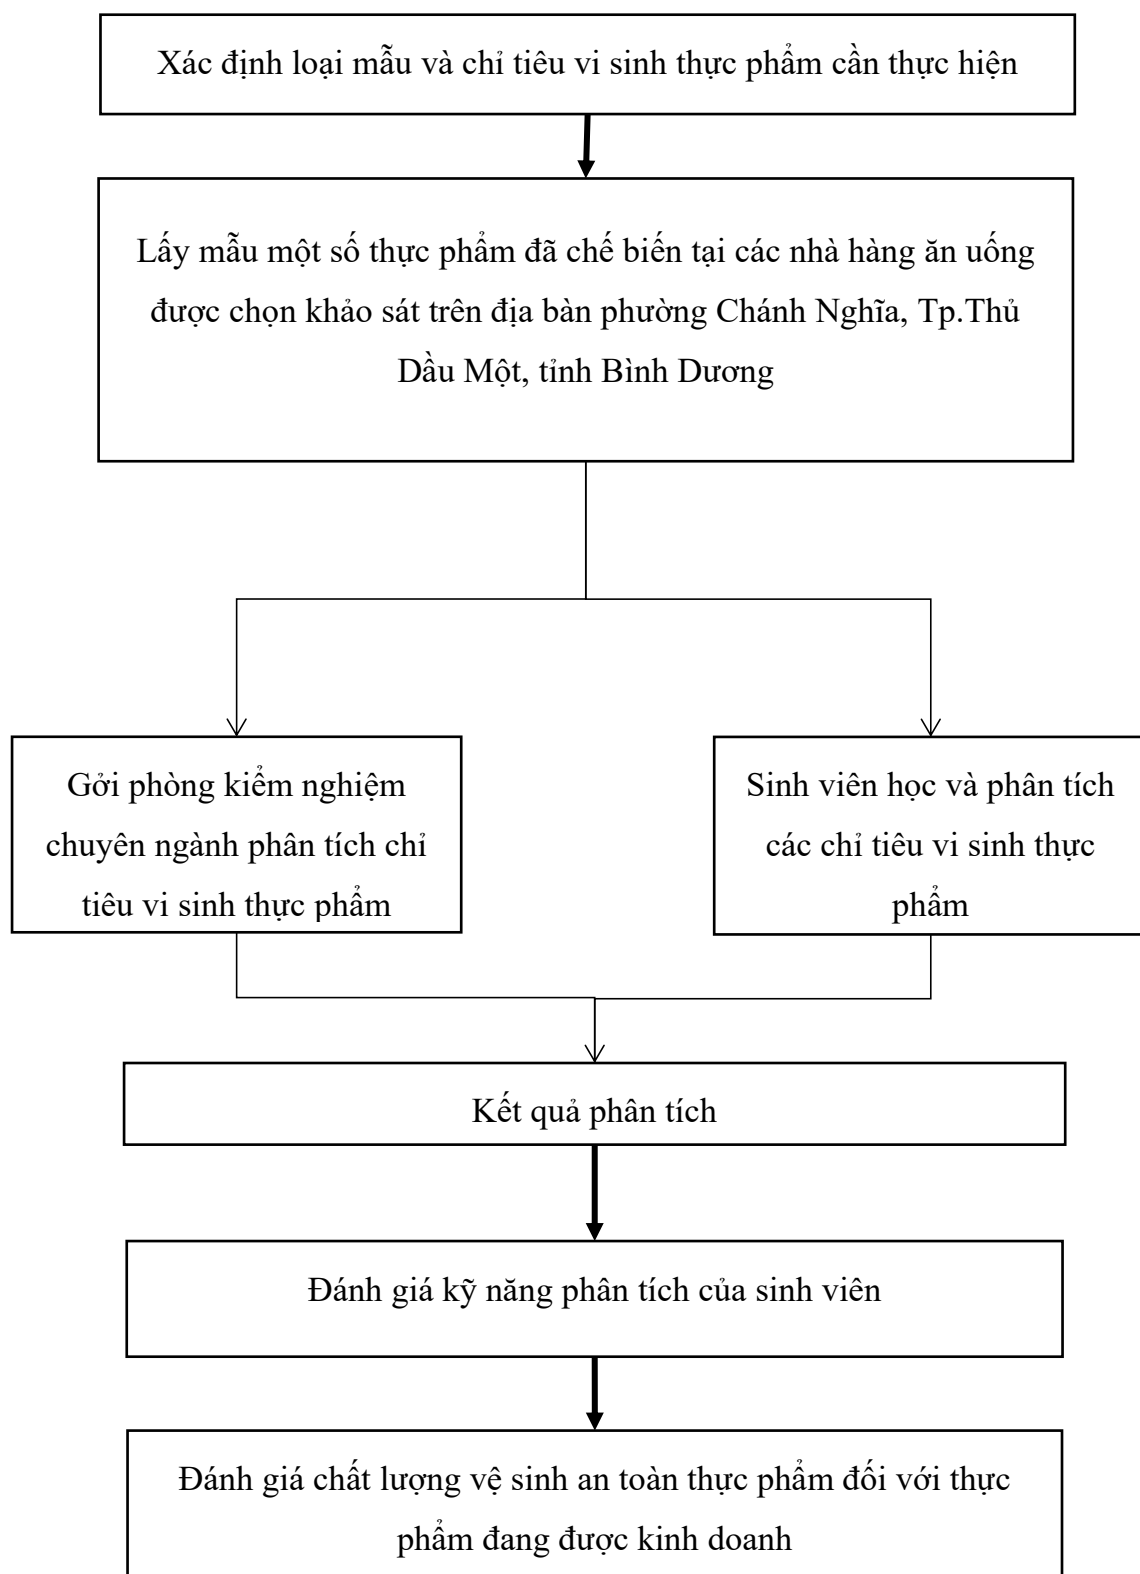 Xác định loại mẫu và chỉ tiêu vi sinh thực phẩm cần thực hiện
Lấy mẫu một số thực phẩm đã chế biến tại các nhà hàng ăn uống
được chọn khảo sát trên địa bàn phường Chánh Nghĩa, Tp.Thủ
Dầu Một, tỉnh Bình Dương
Gởi phòng kiểm nghiệm
chuyên ngành phân tích chỉ
tiêu vi sinh thực phẩm
Sinh viên học và phân tích
các chỉ tiêu vi sinh thực
phẩm
Kết quả phân tích
Đánh giá kỹ năng phân tích của sinh viên
Đánh giá chất lượng vệ sinh an toàn thực phẩm đối với thực
phẩm đang được kinh doanh